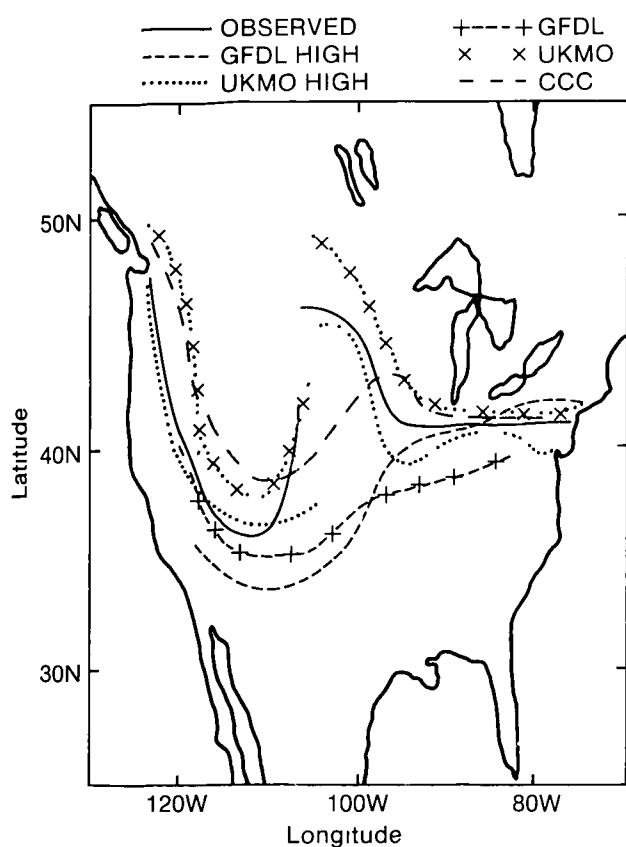 OBSERVED GFDL
GFDL HIGH UKMO
UKMO HIGH CCC
50N
40N
30N
Latitude
120W 100W 80W
Longitude